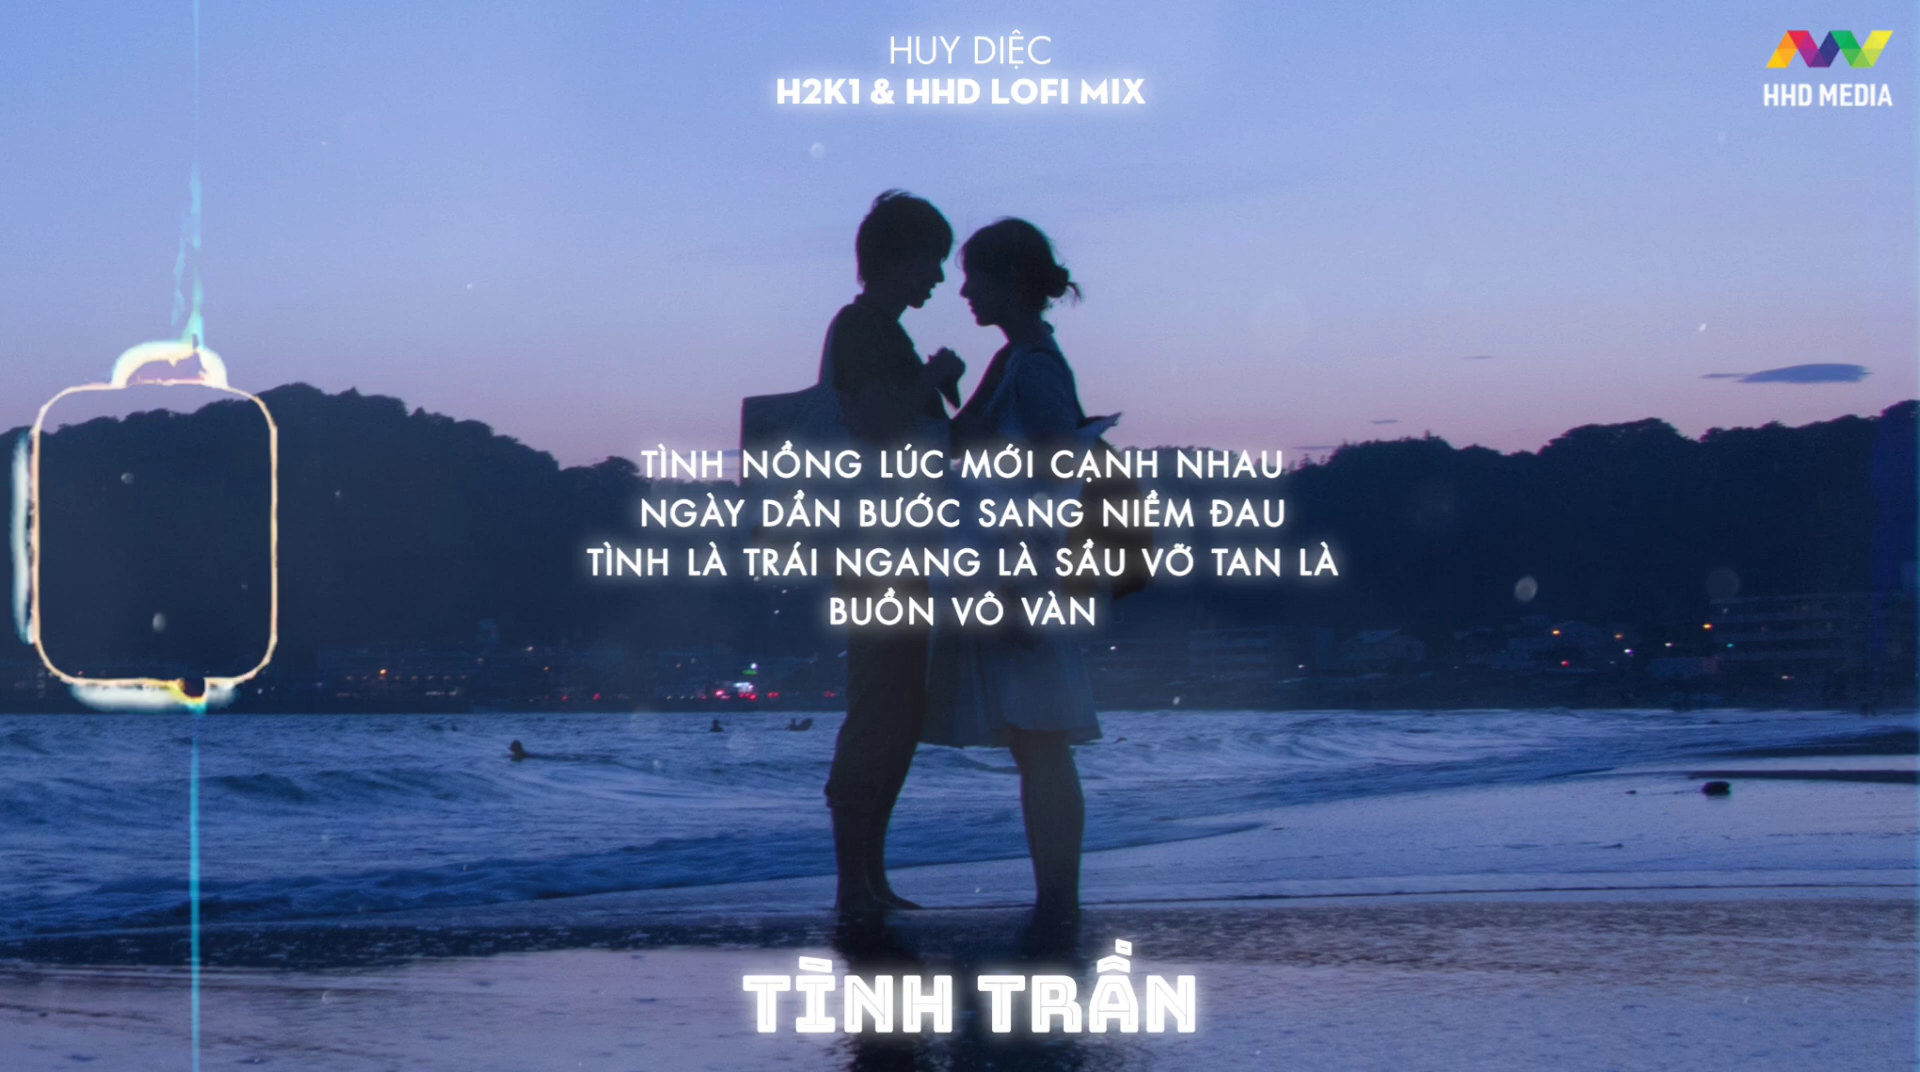 HUY DIỆC
H2K1 & HHD LOFI MIX
HHD MEDIA
TÌNH NỒNG LÚC MỚI CẠNH NHAU
NGÀY DẦN BƯỚC SANG NIỀM ĐAU
TÌNH LÀ TRÁI NGANG LÀ SẦU VỠ TAN LÀ
BUỒN VÔ VÀN
TÌNH TRẦN